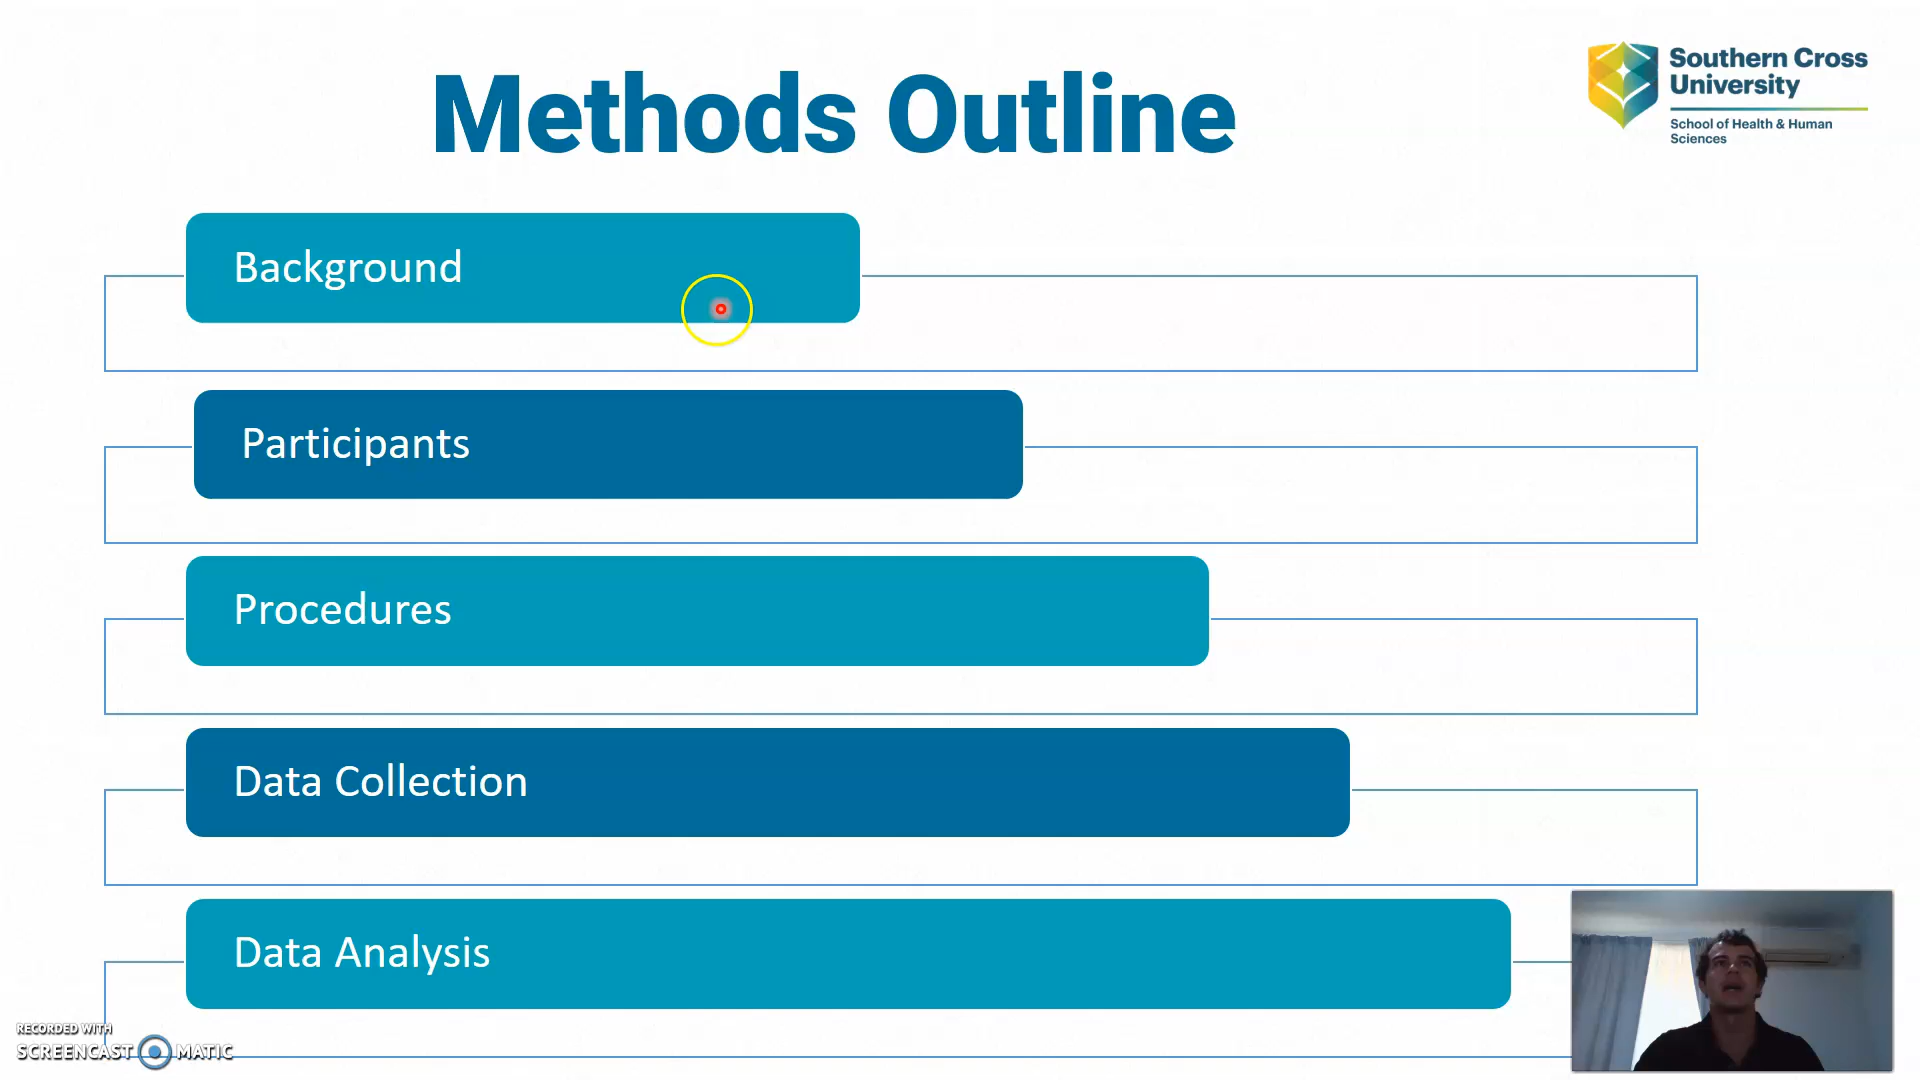 Methods Outline
Southern Cross
University
School of Health & Human
Sciences
Background
Participants
Procedures
Data Collection
Data Analysis
RECORDED WITH
SCREENCAST MATIC